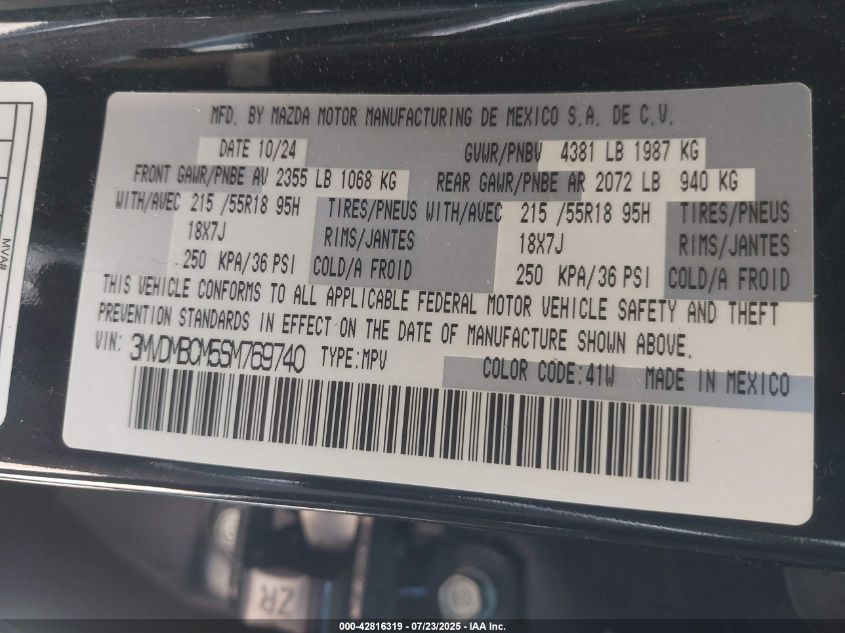 MFD. BY MAZDA MOTOR MANUFACTURING DE MEXICO S.A. DE C.V.
DATE 10/24 GVWR/PNBV 4381 LB 1987 KG
FRONT GAWR/PNBE AV 2355 LB 1068 KG REAR GAWR/PNBE AR 2072 LB 940 KG
WITH/AVEC 215 /55R18 95H TIRES/PNEUS WITH/AVEC 215 /55R18 95H TIRES/PNEUS
18X7J RIMS/JANTES 18X7J RIMS/JANTES
250 KPA/36 PSI COLD/A FROID 250 KPA/36 PSI COLD/A FROID
THIS VEHICLE CONFORMS TO ALL APPLICABLE FEDERAL MOTOR VEHICLE SAFETY AND THEFT
PREVENTION STANDARDS IN EFFECT ON THE DATE OF MANUFACTURE SHOWN ABOVE.
VIN: 3MVDMBCM5SM769740 TYPE:MPV COLOR CODE:41W MADE IN MEXICO
MVA#
ZR
000-42816319 - 07/23/2025 - IAA Inc.